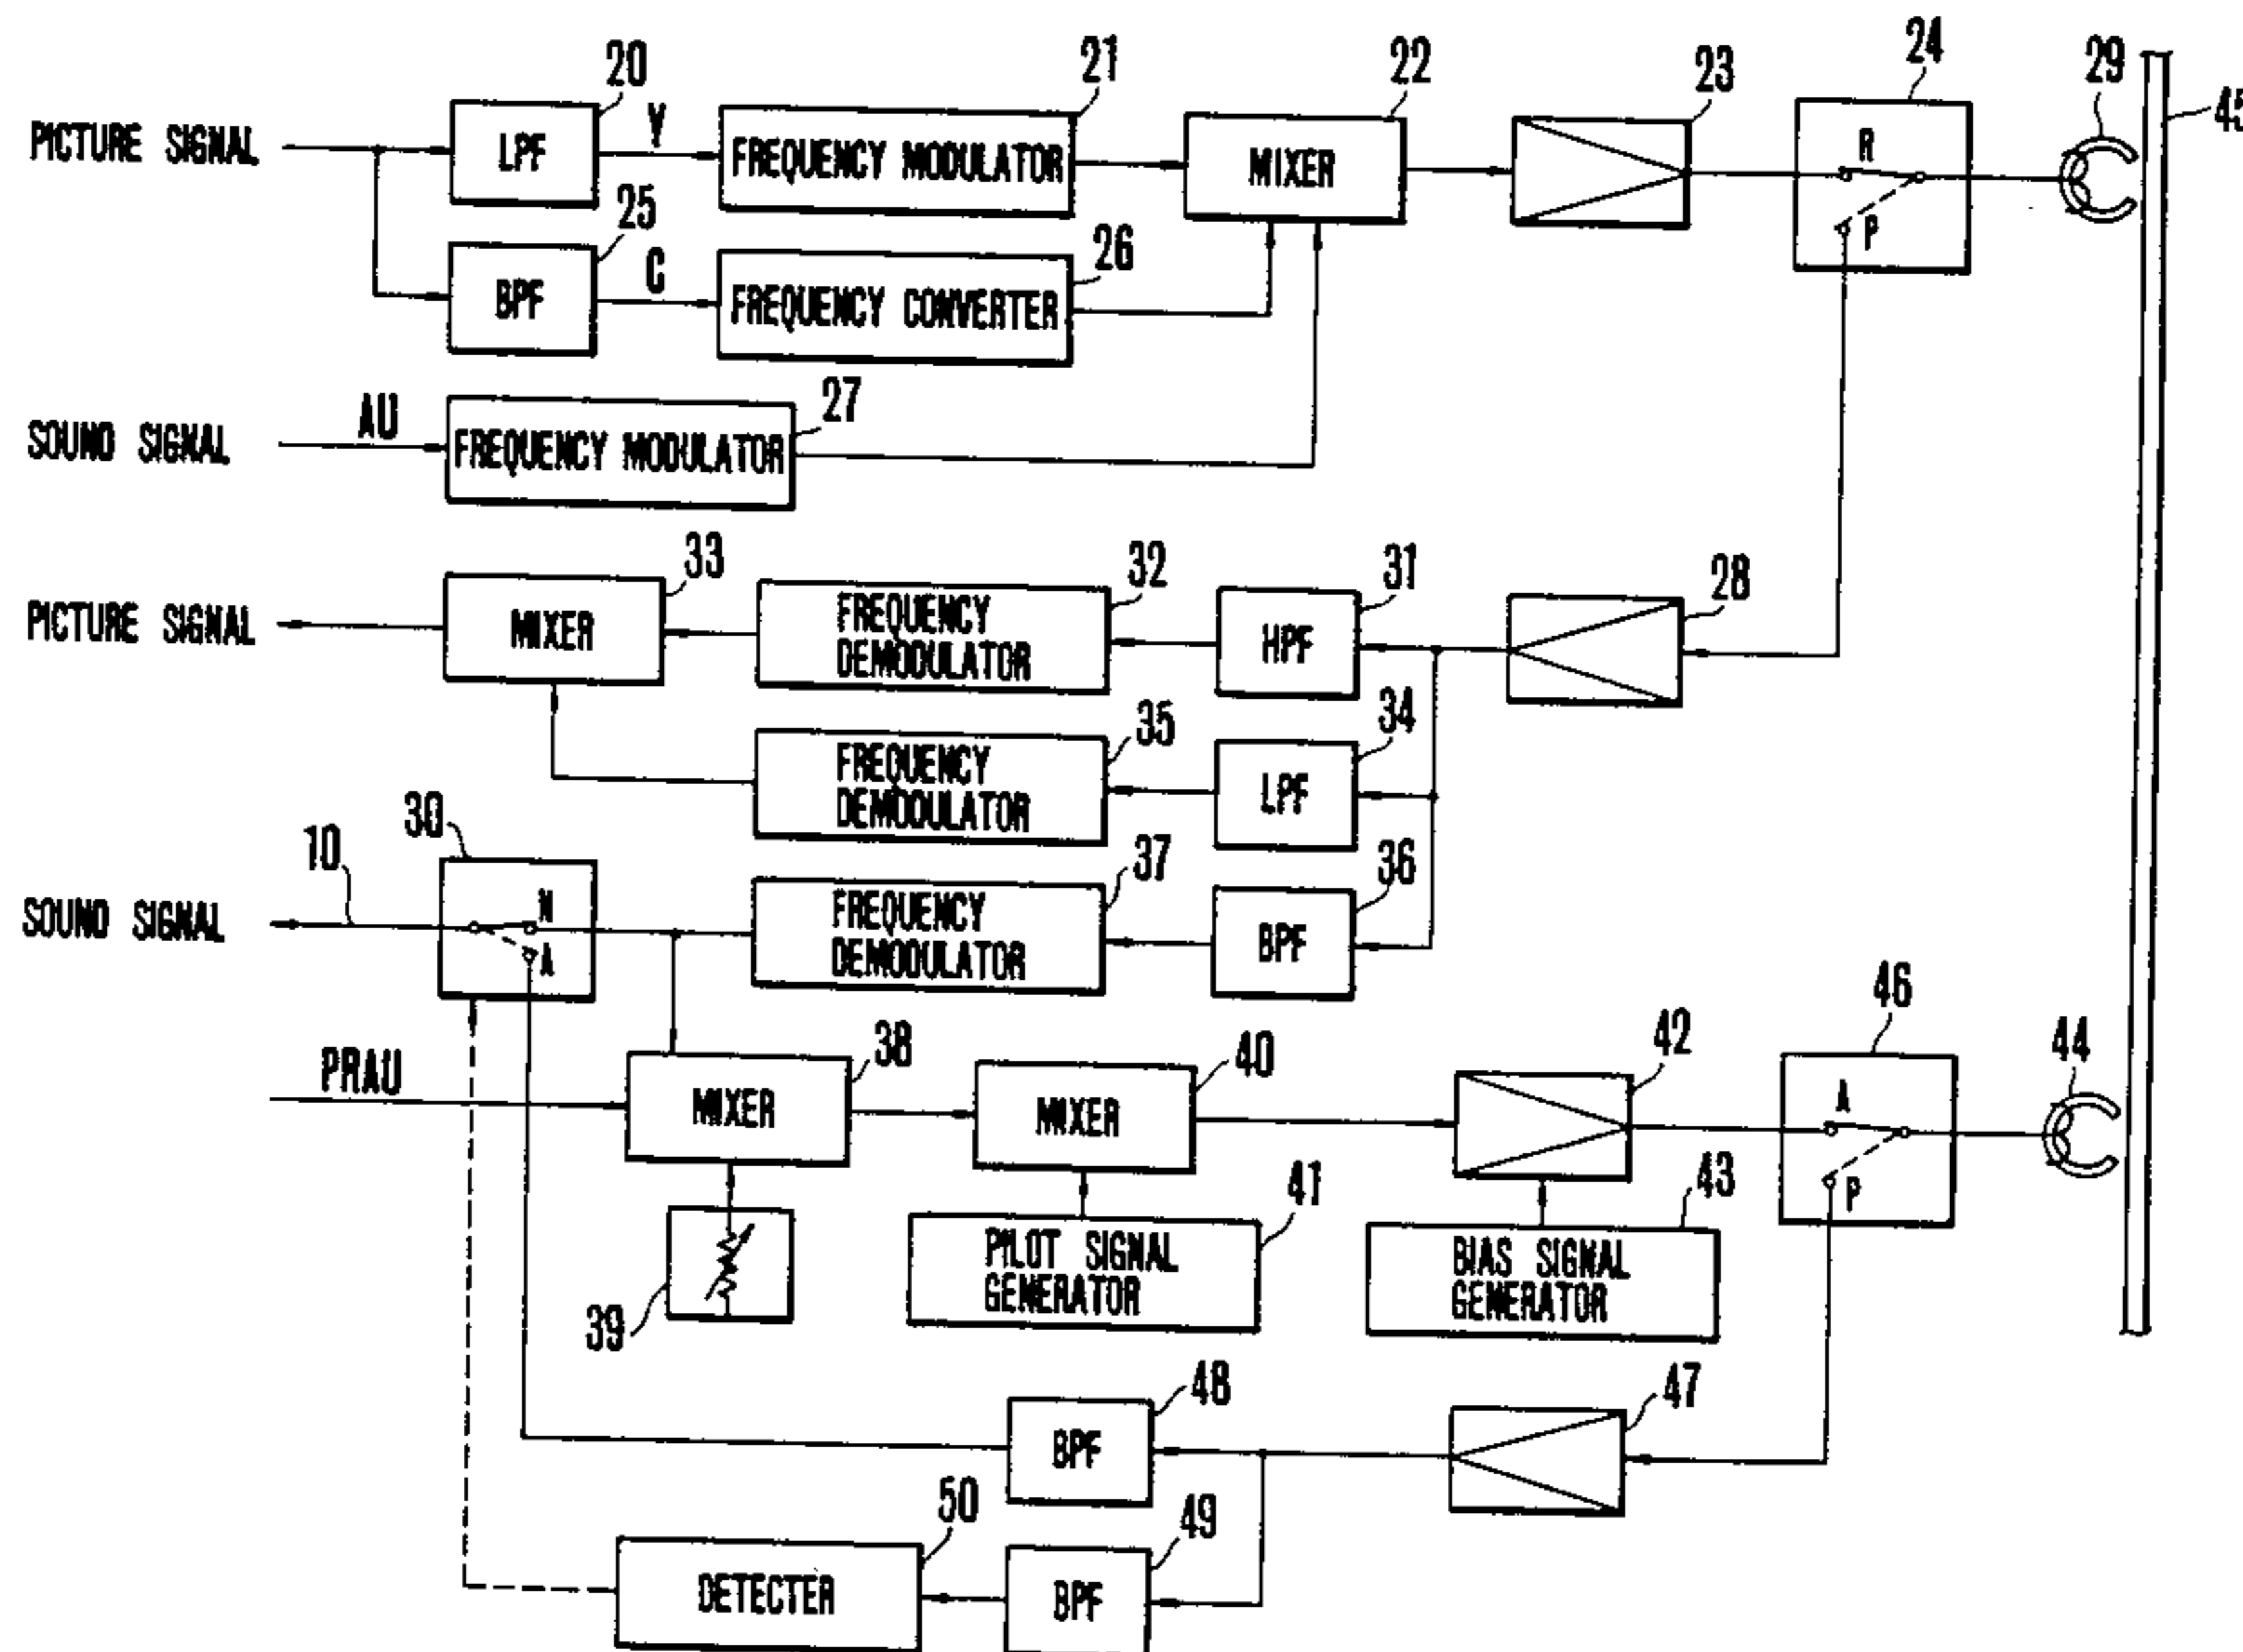 20 21 22 23 24 29
PICTURE SIGNAL LPF Y FREQUENCY MODULATOR MIXER R P 45
25 26
BPF C FREQUENCY CONVERTER
27
SOUND SIGNAL AU FREQUENCY MODULATOR
33 32 31 28
PICTURE SIGNAL MIXER FREQUENCY
DEMODULATOR HPF
35 34
FREQUENCY
DEMODULATOR LPF
10 30 37 36
SOUND SIGNAL N A FREQUENCY
DEMODULATOR BPF
38 40 42 46 44
PRAU MIXER MIXER A P
39 41 43
PILOT SIGNAL
GENERATOR
BIAS SIGNAL
GENERATOR
48 47
BPF
50 49
DETECTER BPF